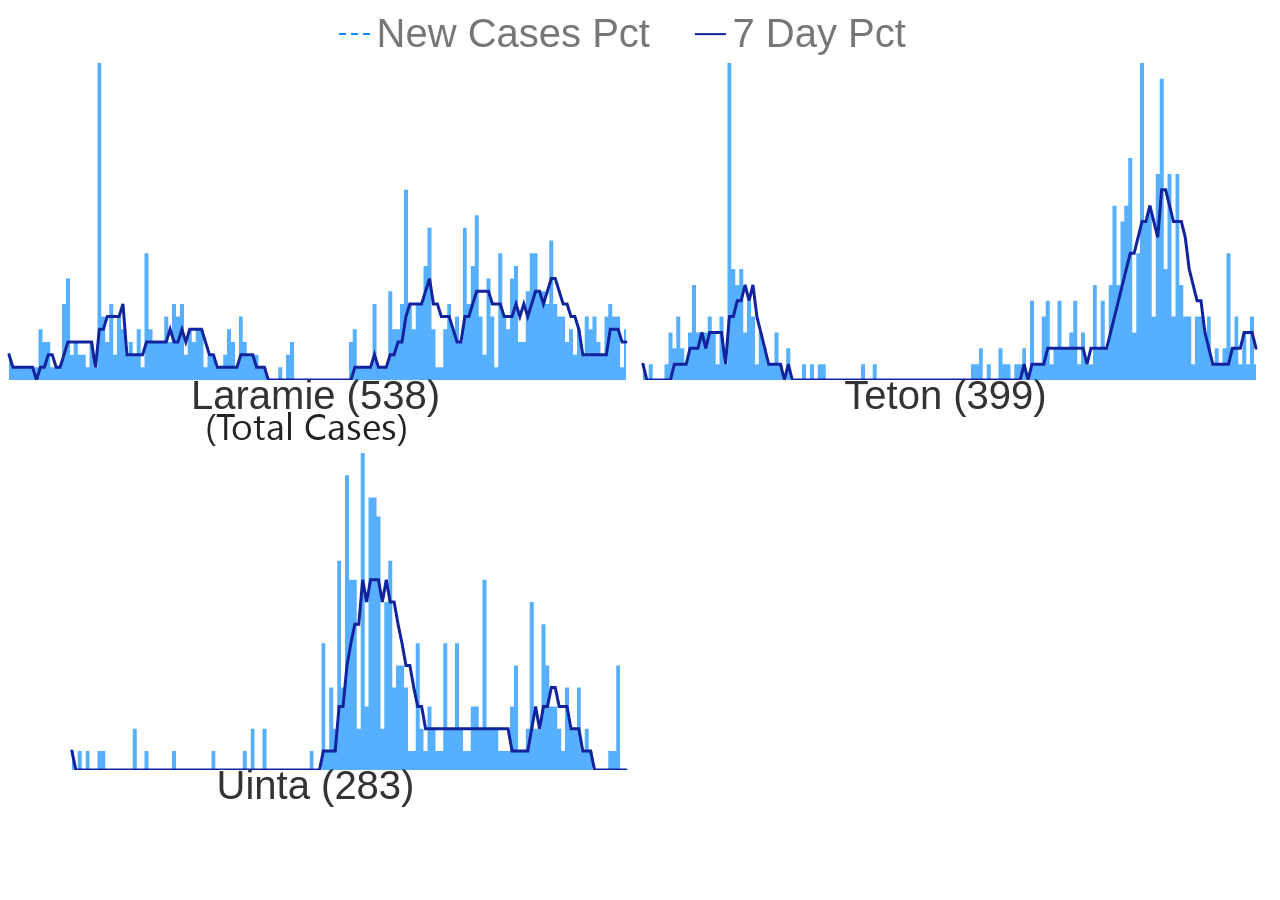 New Cases Pct 7 Day Pct
Laramie (538)
(Total Cases)
Teton (399)
Uinta (283)